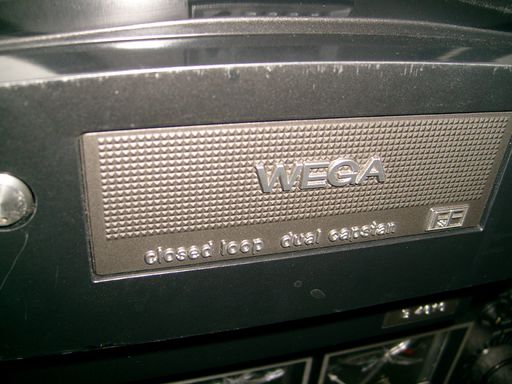 WEGA
closed loop dual capstan